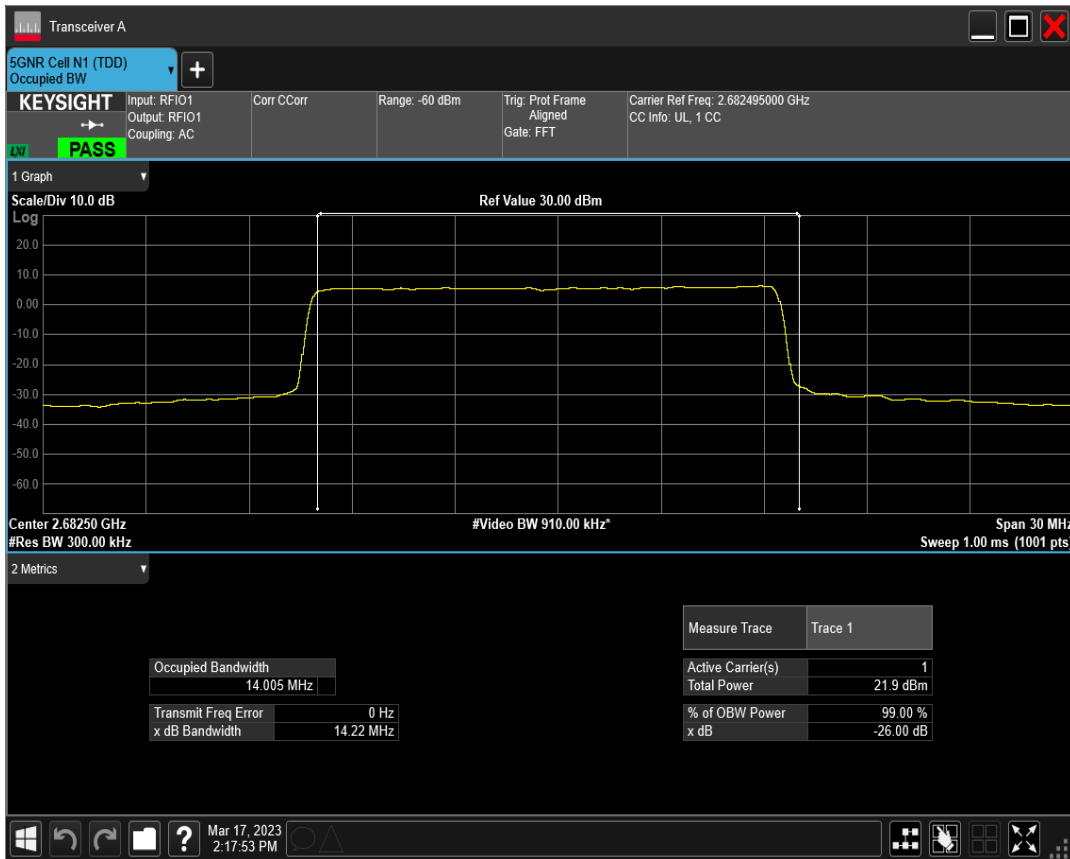 Transceiver A
5GNR Cell N1 (TDD)
Occupied BW
+
KEYSIGHT
LXI
PASS
Input: RFIO1
Output: RFIO1
Coupling: AC
Corr CCorr
Range: -60 dBm
Trig: Prot Frame
Aligned
Gate: FFT
Carrier Ref Freq: 2.682495000 GHz
CC Info: UL, 1 CC
1 Graph
Scale/Div 10.0 dB
Ref Value 30.00 dBm
Log
20.0
10.0
0.00
-10.0
-20.0
-30.0
-40.0
-50.0
-60.0
Center 2.68250 GHz
#Video BW 910.00 kHz*
Span 30 MHz
#Res BW 300.00 kHz
Sweep 1.00 ms (1001 pts)
2 Metrics
Measure Trace Trace 1
Occupied Bandwidth
14.005 MHz
Active Carrier(s) 1
Total Power 21.9 dBm
Transmit Freq Error 0 Hz
x dB Bandwidth 14.22 MHz
% of OBW Power 99.00 %
x dB -26.00 dB
?
Mar 17, 2023
2:17:53 PM